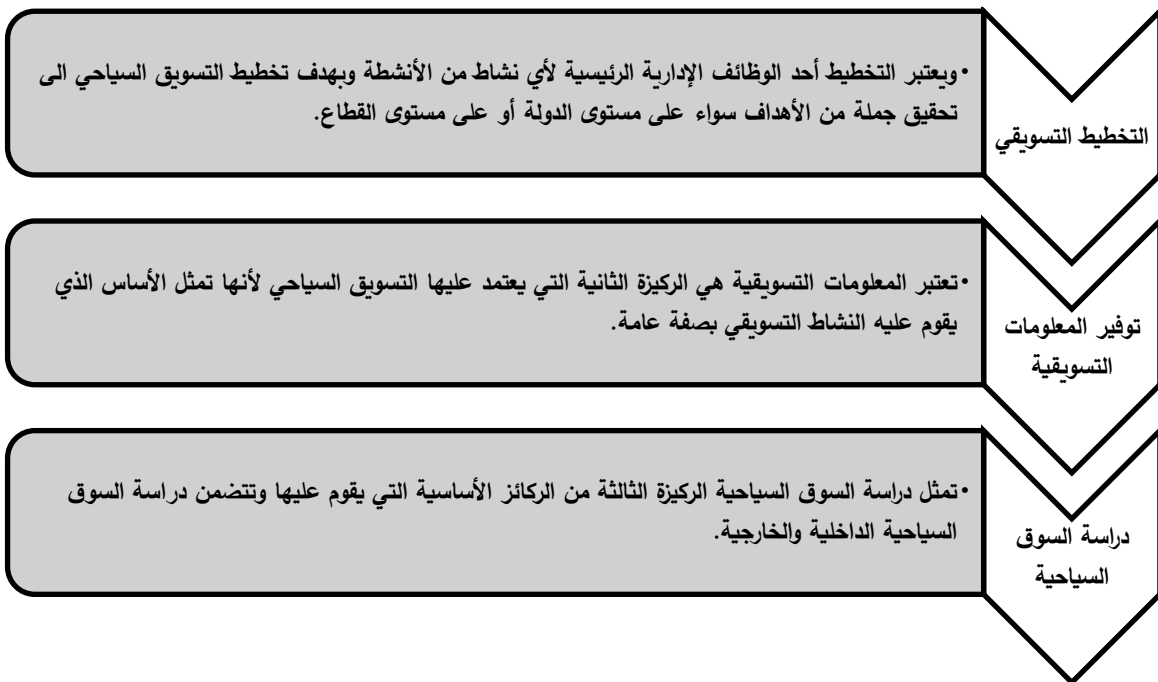 التخطيط التسويقي
•ويعتبر التخطيط أحد الوظائف الإدارية الرئيسية لأي نشاط من الأنشطة وبهدف تخطيط التسويق السياحي الى
تحقيق جملة من الأهداف سواء على مستوى الدولة أو على مستوى القطاع.
توفير المعلومات
التسويقية
•تعتبر المعلومات التسويقية هي الركيزة الثانية التي يعتمد عليها التسويق السياحي لأنها تمثل الأساس الذي
يقوم عليه النشاط التسويقي بصفة عامة.
دراسة السوق
السياحية
•تمثل دراسة السوق السياحية الركيزة الثالثة من الركائز الأساسية التي يقوم عليها وتتضمن دراسة السوق
السياحية الداخلية والخارجية.